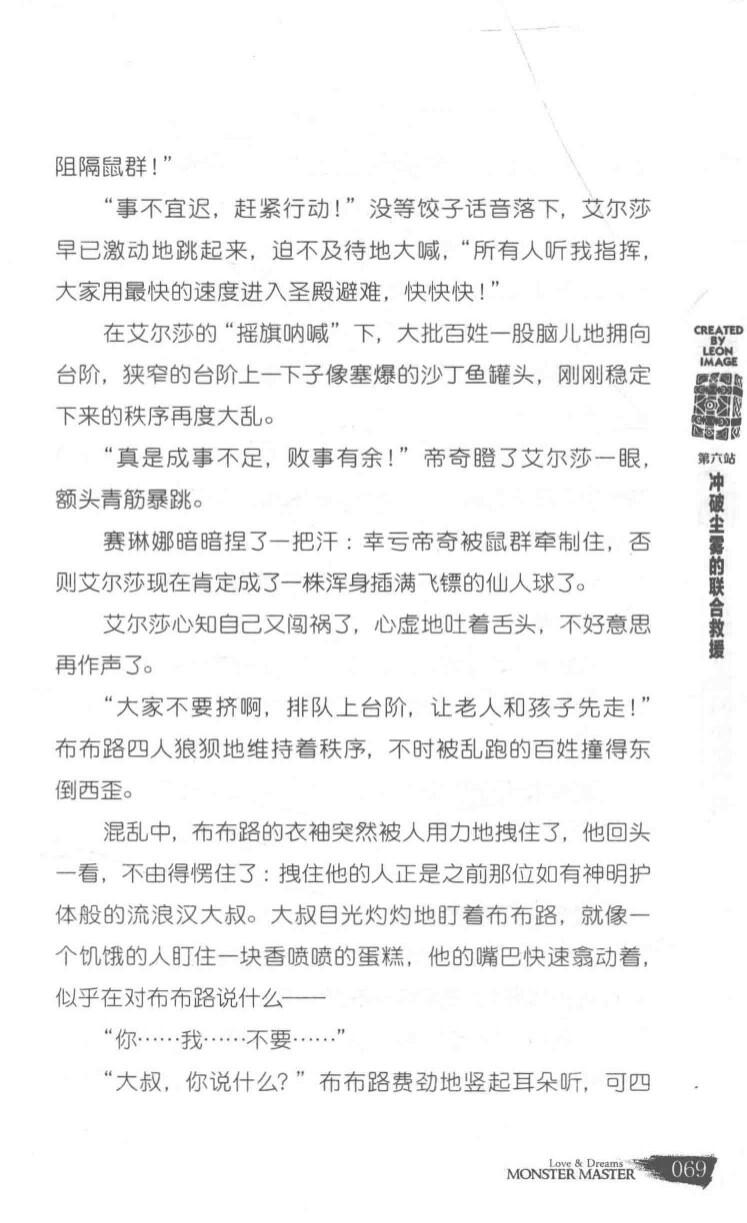 阻隔鼠群！”
“事不宜迟，赶紧行动！”没等饺子话音落下，艾尔莎
早已激动地跳起来，迫不及待地大喊，“所有人听我指挥，
大家用最快的速度进入圣殿避难，快快快！”
在艾尔莎的“摇旗呐喊”下，大批百姓一股脑儿地拥向
台阶，狭窄的台阶上一下子像塞爆的沙丁鱼罐头，刚刚稳定
下来的秩序再度大乱。
“真是成事不足，败事有余！”帝奇瞪了艾尔莎一眼，
额头青筋暴跳。
赛琳娜暗暗捏了一把汗：幸亏帝奇被鼠群牵制住，否
则艾尔莎现在肯定成了一株浑身插满飞镖的仙人球了。
艾尔莎心知自己又闯祸了，心虚地吐着舌头，不好意思
再作声了。
“大家不要挤啊，排队上台阶，让老人和孩子先走！”
布布路四人狼狈地维持着秩序，不时被乱跑的百姓撞得东
倒西歪。
混乱中，布布路的衣袖突然被人用力地拽住了，他回头
一看，不由得愣住了：拽住他的人正是之前那位如有神明护
体般的流浪汉大叔。大叔目光灼灼地盯着布布路，就像一
个饥饿的人盯住一块香喷喷的蛋糕，他的嘴巴快速翕动着，
似乎在对布布路说什么——
“你……我……不要……”
“大叔，你说什么？”布布路费劲地竖起耳朵听，可四
CREATED
BY
LEON
IMAGE
第六站
冲破尘雾的联合救援
Love & Dreams
MONSTER MASTER
069